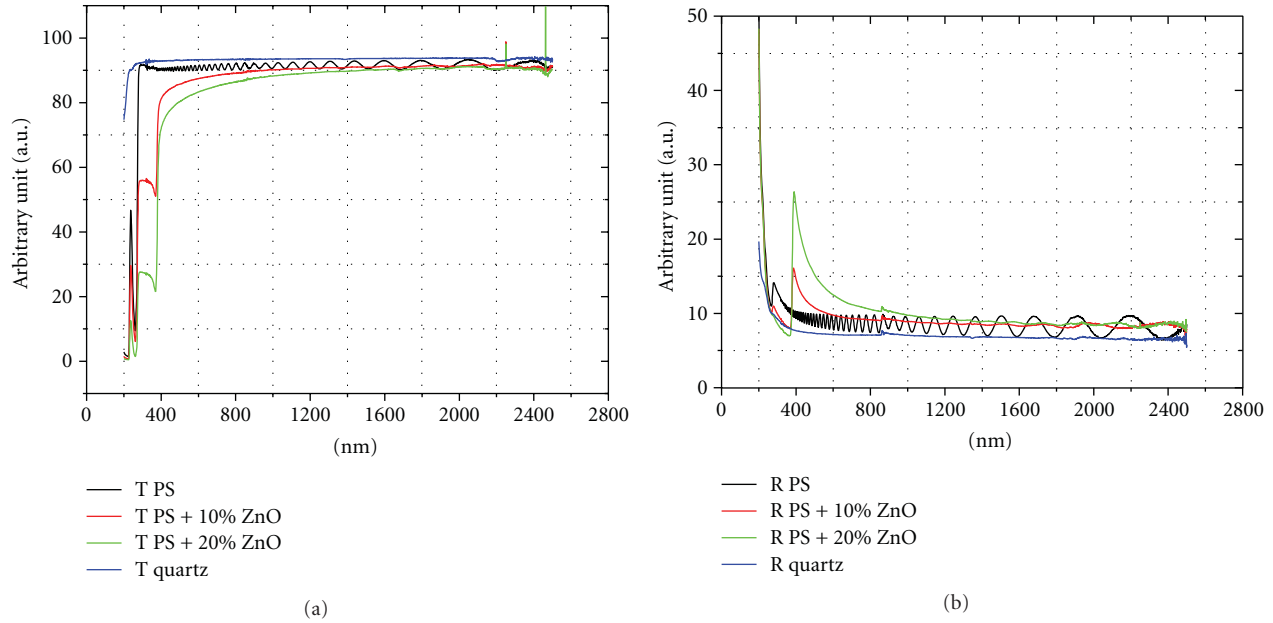 100
80
60
40
20
0
Arbitrary unit (a.u.)
0 400 800 1200 1600 2000 2400 2800
(nm)
T PS
T PS + 10% ZnO
T PS + 20% ZnO
T quartz
(a)
50
40
30
20
10
0
Arbitrary unit (a.u.)
0 400 800 1200 1600 2000 2400 2800
(nm)
R PS
R PS + 10% ZnO
R PS + 20% ZnO
R quartz
(b)